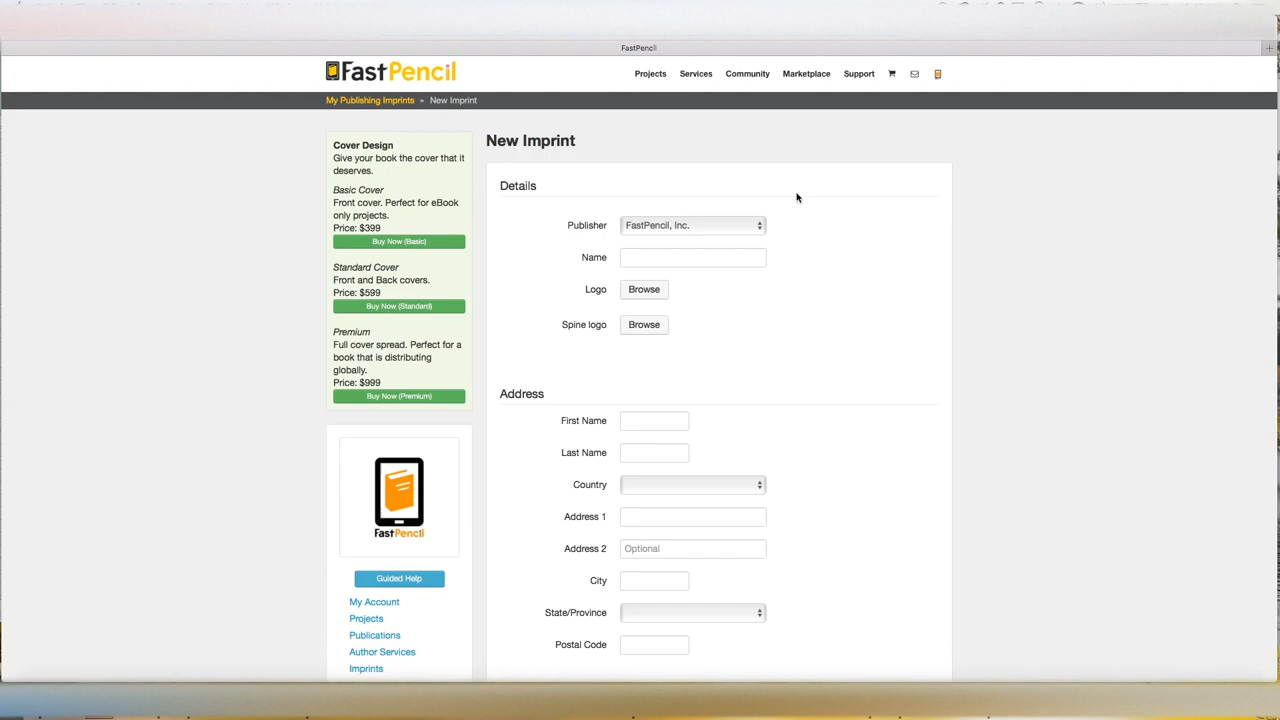 FastPencil
FastPencil
Projects Services Community Marketplace Support
My Publishing Imprints » New Imprint
Cover Design
Give your book the cover that it
deserves.
Basic Cover
Front cover. Perfect for eBook
only projects.
Price: $399
Buy Now (Basic)
Standard Cover
Front and Back covers.
Price: $599
Buy Now (Standard)
Premium
Full cover spread. Perfect for a
book that is distributing
globally.
Price: $999
Buy Now (Premium)
FastPencil
Guided Help
My Account
Projects
Publications
Author Services
Imprints
New Imprint
Details
Publisher FastPencil, Inc.
Name
Logo Browse
Spine logo Browse
Address
First Name
Last Name
Country
Address 1
Address 2 Optional
City
State/Province
Postal Code